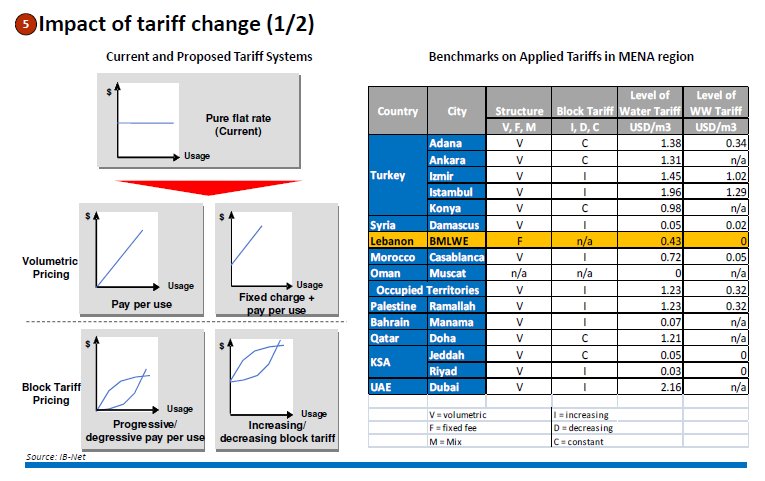 5 Impact of tariff change (1/2)
Current and Proposed Tariff Systems
$
Pure flat rate
(Current)
Usage
Volumetric
Pricing
$
Usage
Pay per use
$
Usage
Fixed charge +
pay per use
Block Tariff
Pricing
$
Usage
Progressive/
degressive pay per use
$
Usage
Increasing/
decreasing block tariff
Source: IB-Net
Benchmarks on Applied Tariffs in MENA region
Country City Structure Block Tariff Level of Water Tariff Level of WW Tariff
V, F, M I, D, C USD/m3 USD/m3
Turkey Adana V C 1.38 0.34
Ankara V C 1.31 n/a
Izmir V I 1.45 1.02
Istambul V I 1.96 1.29
Konya V C 0.98 n/a
Syria Damascus V I 0.05 0.02
Lebanon BMLWE F n/a 0.43 0
Morocco Casablanca V I 0.72 0.05
Oman Muscat n/a n/a 0 n/a
Occupied Territories V I 1.23 0.32
Palestine Ramallah V I 1.23 0.32
Bahrain Manama V I 0.07 n/a
Qatar Doha V C 1.21 n/a
KSA Jeddah V C 0.05 0
Riyad V I 0.03 0
UAE Dubai V I 2.16 n/a
V = volumetric I = increasing
F = fixed fee D = decreasing
M = Mix C = constant